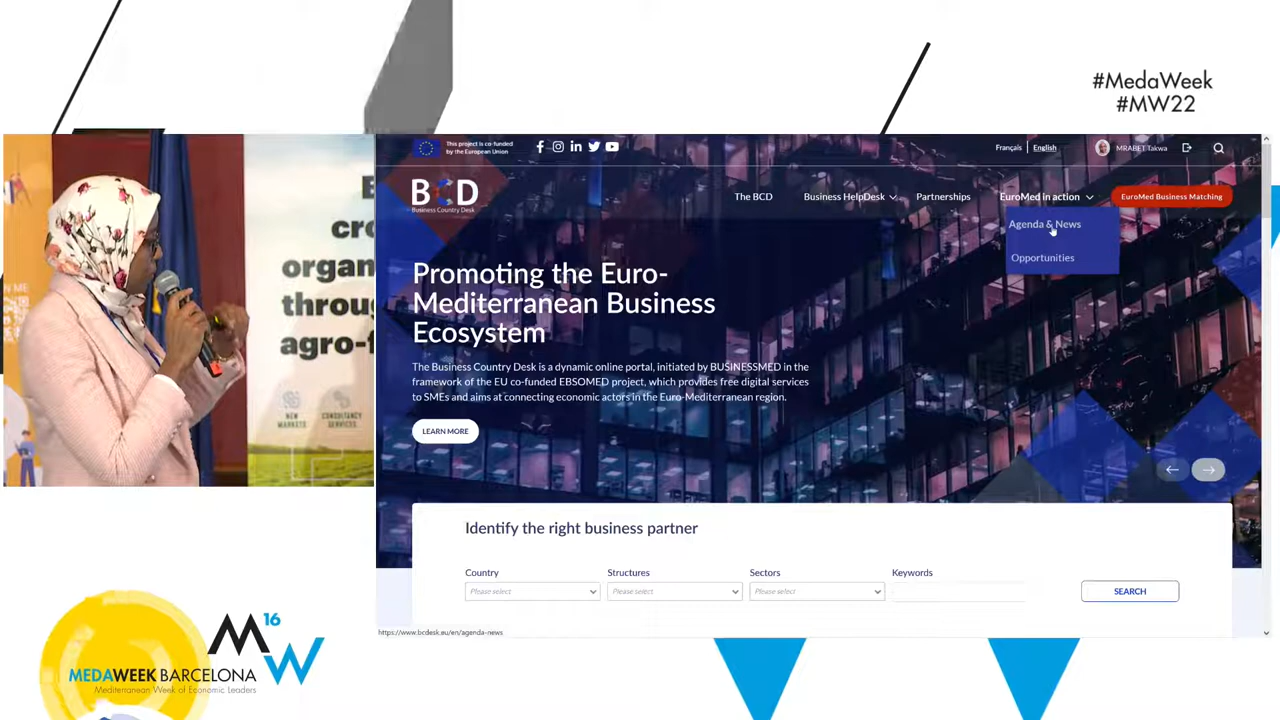 #MedaWeek
#MW22
cro
organ
throu
agro-f
NEW
MARKETS
CONSULTANCY
SERVICES
This project is co-funded
by the European Union
Français
English
MRABET Takwa
BCD
Business Country Desk
The BCD
Business HelpDesk
Partnerships
EuroMed in action
EuroMed Business Matching
Agenda & News
Opportunities
Promoting the Euro-
Mediterranean Business
Ecosystem
The Business Country Desk is a dynamic online portal, initiated by BUSINESSMED in the
framework of the EU co-funded EBSOMED project, which provides free digital services
to SMEs and aims at connecting economic actors in the Euro-Mediterranean region.
LEARN MORE
Identify the right business partner
Country
Structures
Sectors
Keywords
Please select
Please select
Please select
SEARCH
https://www.bcdesk.eu/en/agenda-news
MW
16
MEDAWEEK BARCELONA
Mediterranean Week of Economic Leaders